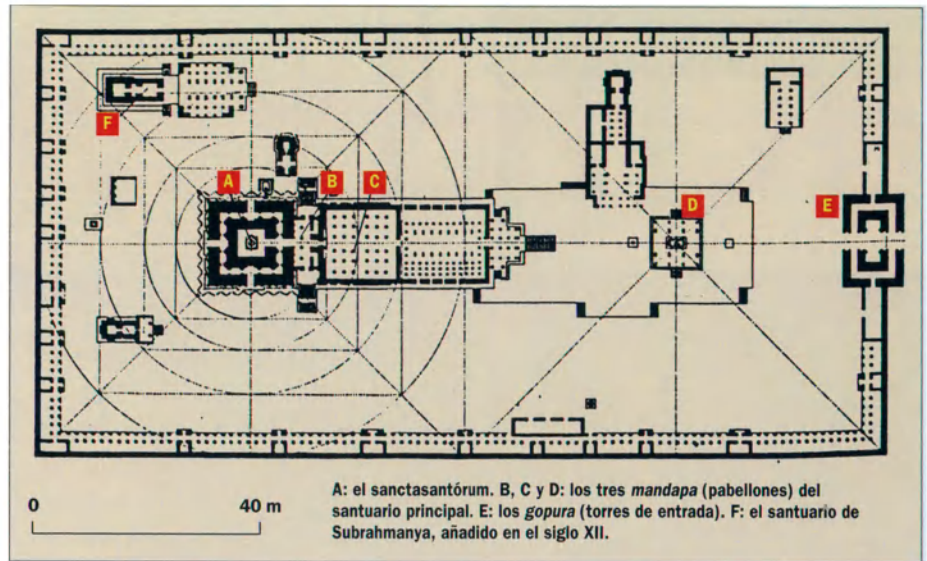 F
A
B
C
D
E
0 40 m
A: el sanctasantórum. B, C y D: los tres mandapa (pabellones) del
santuario principal. E: los gopura (torres de entrada). F: el santuario de
Subrahmanya, añadido en el siglo XII.